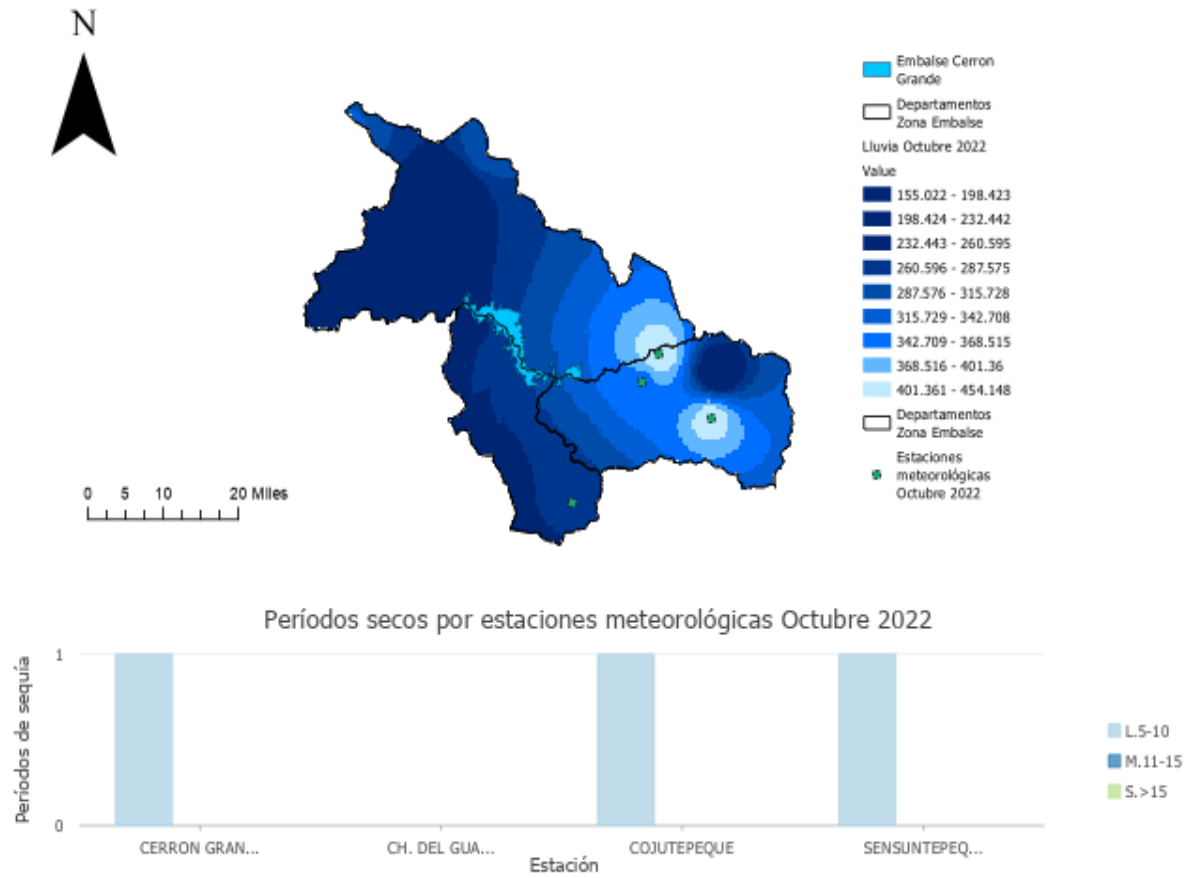 N
Embalse Cerron
Grande
Departamentos
Zona Embalse
Lluvia Octubre 2022
Value
155.022 - 198.423
198.424 - 232.442
232.443 - 260.595
260.596 - 287.575
287.576 - 315.728
315.729 - 342.708
342.709 - 368.515
368.516 - 401.36
401.361 - 454.148
Departamentos
Zona Embalse
Estaciones
meteorológicas
Octubre 2022
0 5 10 20 Miles
Períodos secos por estaciones meteorológicas Octubre 2022
Períodos de sequía
1
0
CERRON GRAN...
CH. DEL GUA...
COJUTEPEQUE
SENSUNTEPEQ...
Estación
L.5-10
M.11-15
S.>15